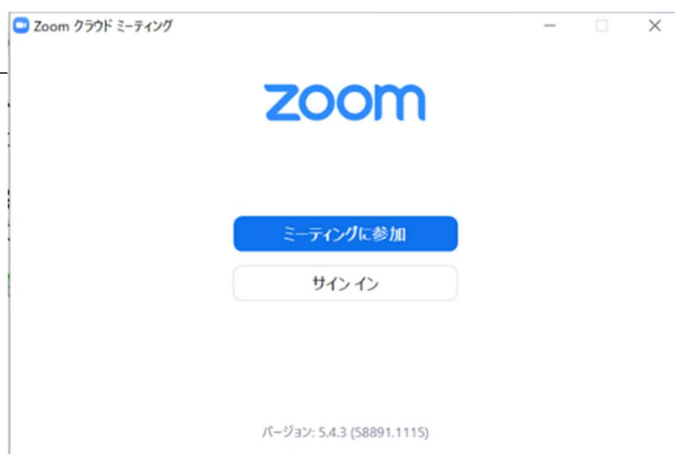 Zoom クラウド ミーティング
zoom
ミーティングに参加
サイン イン
バージョン: 5.4.3 (58891.1115)